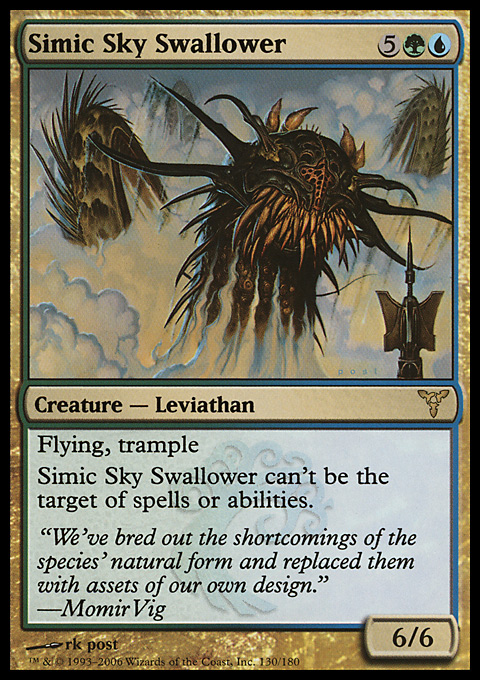 Simic Sky Swallower 5
post
Creature — Leviathan
Flying, trample
Simic Sky Swallower can't be the
target of spells or abilities.
“We've bred out the shortcomings of the
species' natural form and replaced them
with assets of our own design.”
—Momir Vig
6/6
rk post
™ & © 1993–2006 Wizards of the Coast, Inc. 130/180